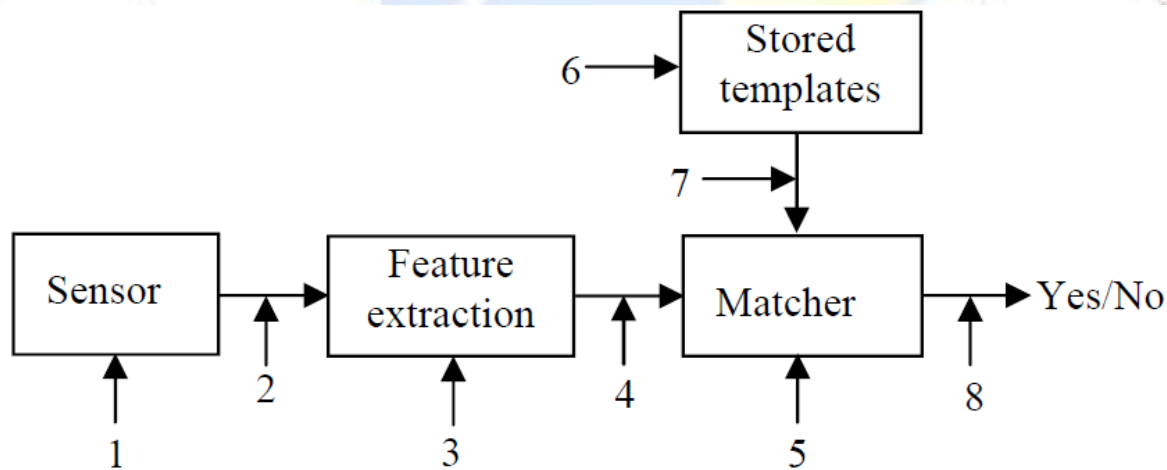 Stored
templates
6
7
Sensor
Feature
extraction
Matcher
Yes/No
1
2
3
4
5
8